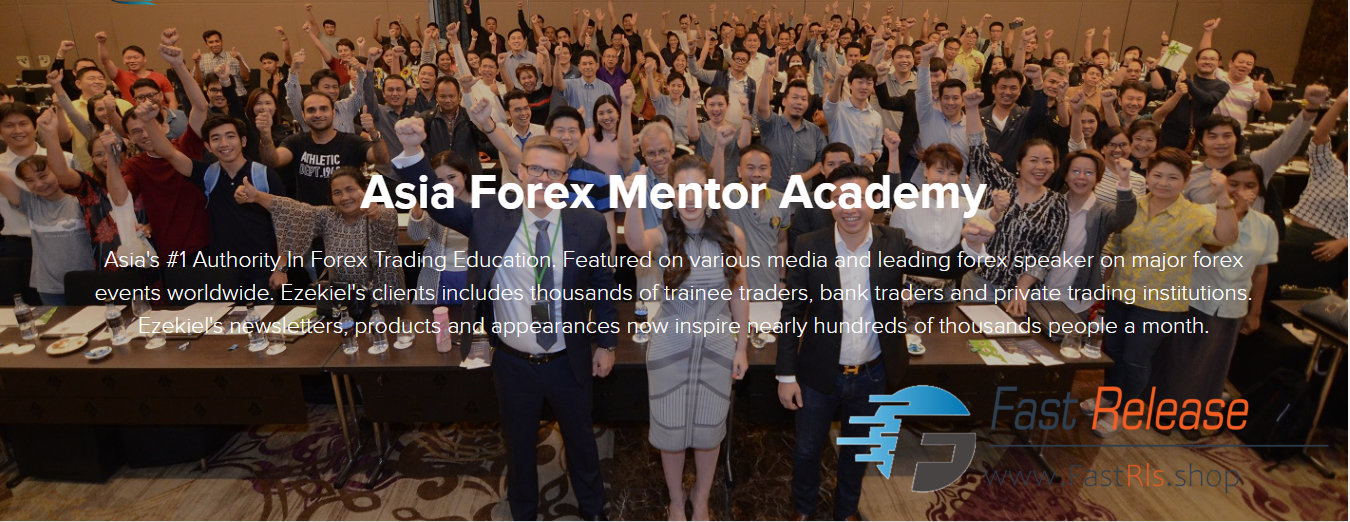 ATHLETIC
DEPT.
Asia Forex Mentor Academy
Asia's #1 Authority In Forex Trading Education. Featured on various media and leading forex speaker on major forex
events worldwide. Ezekiel's clients includes thousands of trainee traders, bank traders and private trading institutions.
Ezekiel's newsletters, products and appearances now inspire nearly hundreds of thousands people a month.
Fast Release
www.FastRls.shop